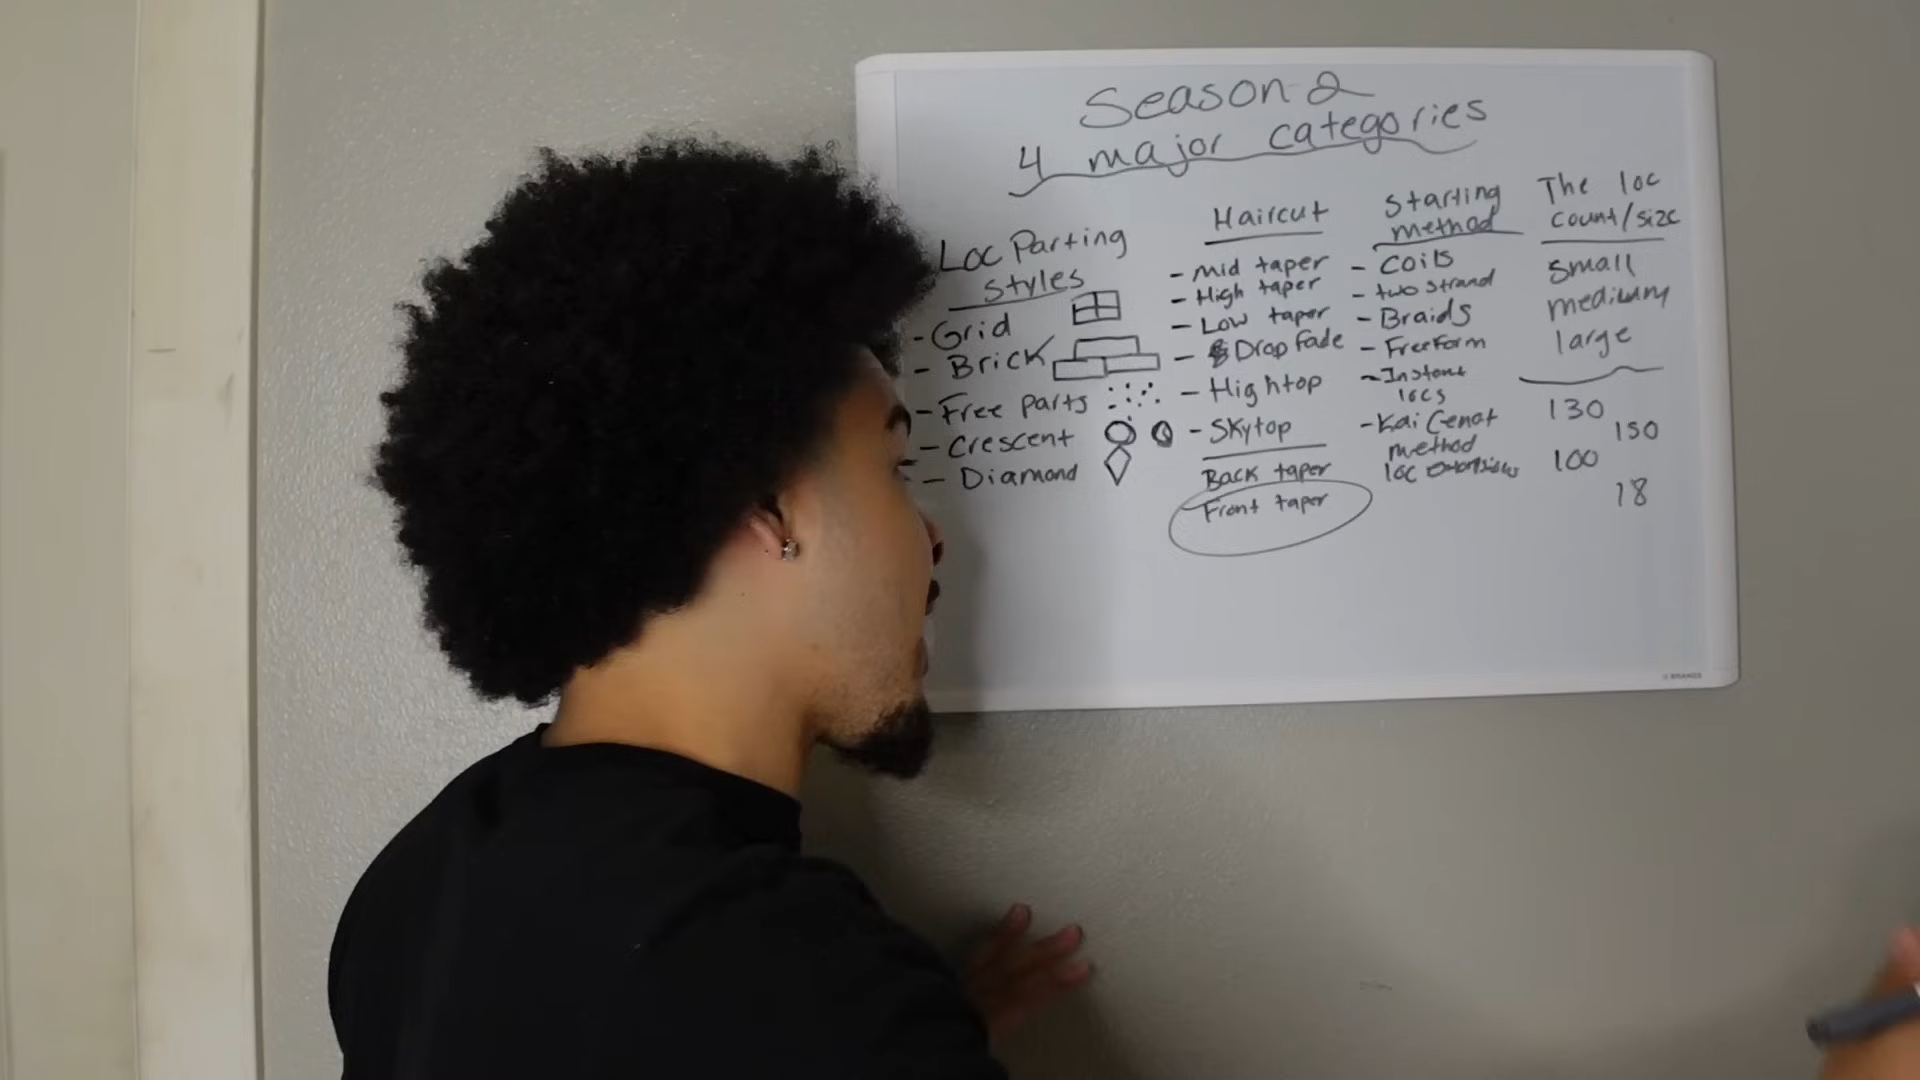 Season 2
4 major categories
Loc Parting
Styles
- Grid
- Brick
- Free parts
- Crescent
- Diamond
Haircut
- mid taper
- High taper
- Low taper
- Drop fade
- Hightop
- Skytop
Back taper
Front taper
Starting
method
- Coils
- two strand
- Braids
- Freeform
- Instant
locs
- Kai Cenat
method
loc
The loc
count/size
small
medium
large
130
150
100
18